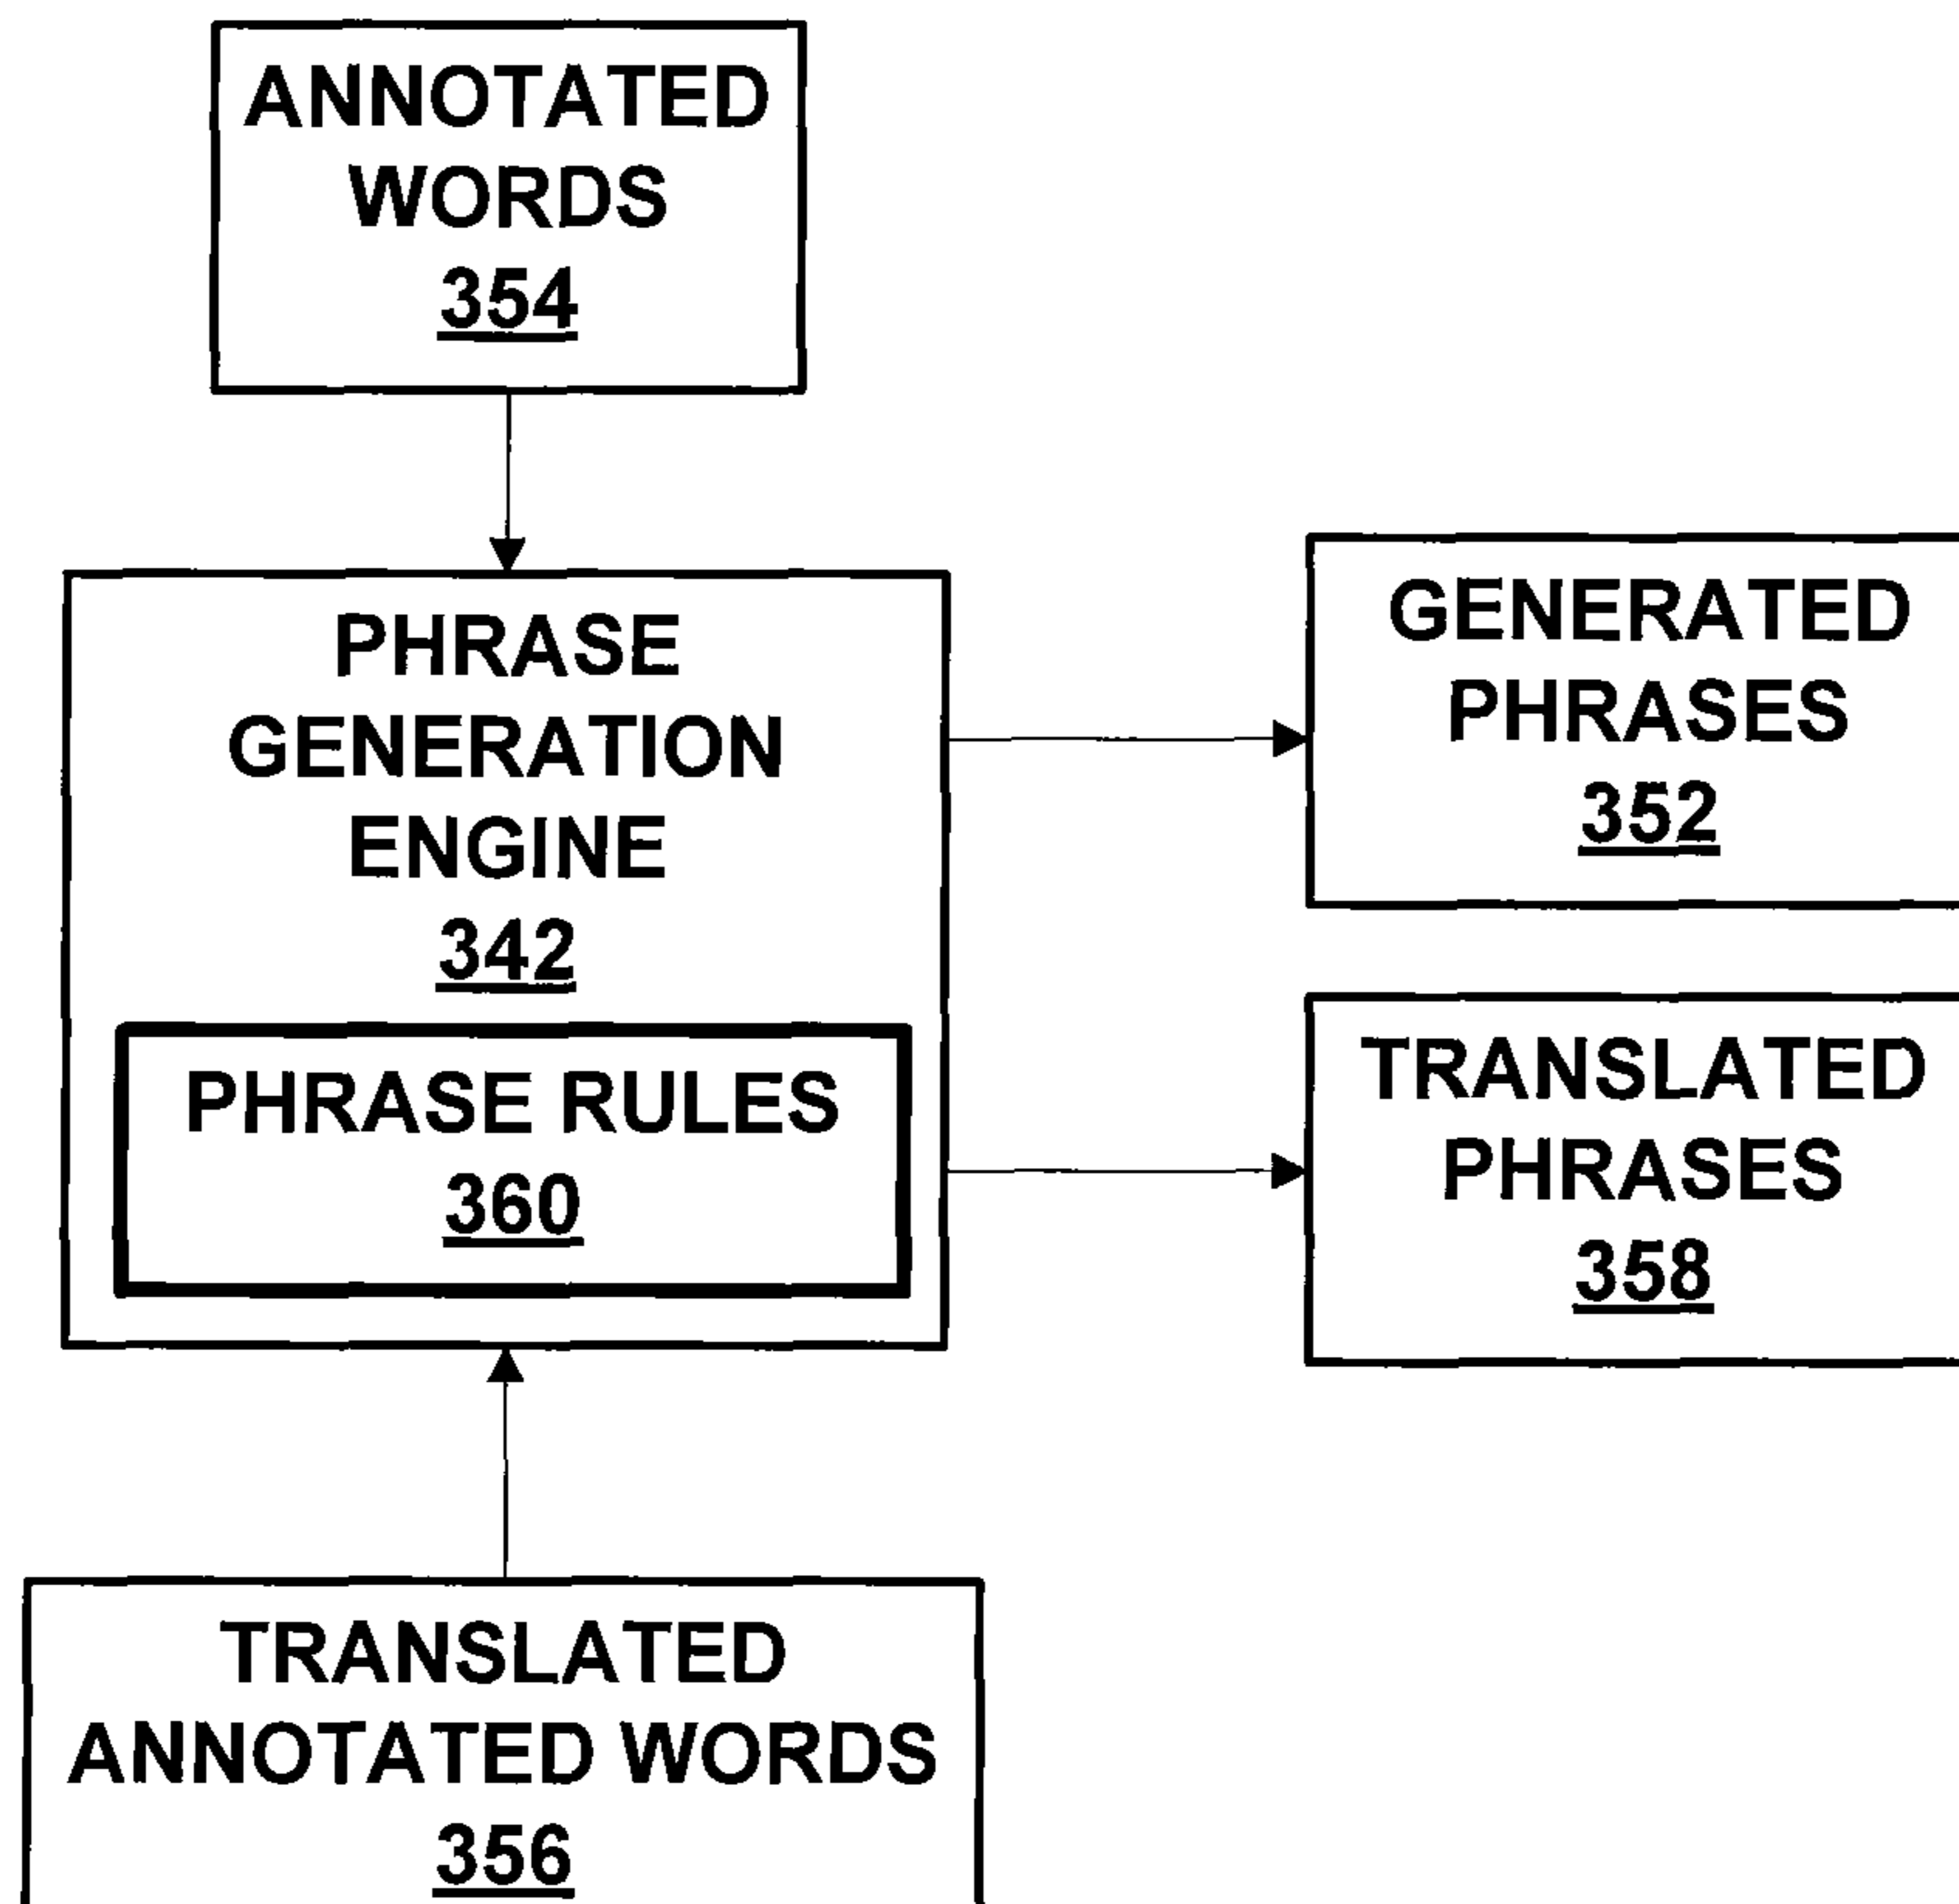 ANNOTATED
WORDS
354
PHRASE
GENERATION
ENGINE
342
PHRASE RULES
360
GENERATED
PHRASES
352
TRANSLATED
PHRASES
358
TRANSLATED
ANNOTATED WORDS
356